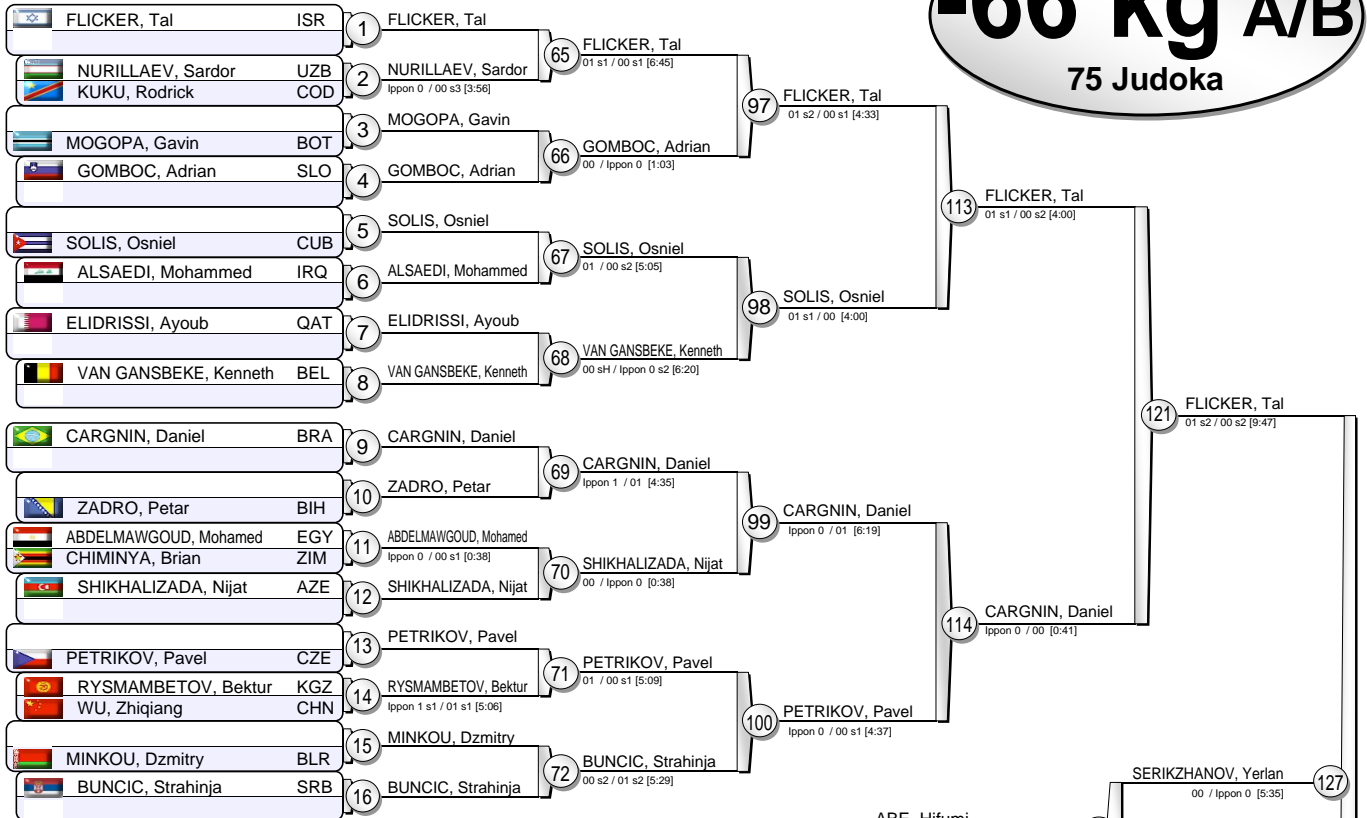 -66 kg A/B
75 Judoka
FLICKER, Tal ISR
NURILLAEV, Sardor UZB
KUKU, Rodrick COD
MOGOPA, Gavin BOT
GOMBOC, Adrian SLO
SOLIS, Osniel CUB
ALSAEDI, Mohammed IRQ
ELIDRISSI, Ayoub QAT
VAN GANSBEKE, Kenneth BEL
CARGNIN, Daniel BRA
ZADRO, Petar BIH
ABDELMAWGOUD, Mohamed EGY
CHIMINYA, Brian ZIM
SHIKHALIZADA, Nijat AZE
PETRIKOV, Pavel CZE
RYSMAMBETOV, Bektur KGZ
WU, Zhiqiang CHN
MINKOU, Dzmitry BLR
BUNCIC, Strahinja SRB
1 FLICKER, Tal
2 NURILLAEV, Sardor
Ippon 0 / 00 s3 [3:56]
3 MOGOPA, Gavin
4 GOMBOC, Adrian
5 SOLIS, Osniel
6 ALSAEDI, Mohammed
7 ELIDRISSI, Ayoub
8 VAN GANSBEKE, Kenneth
9 CARGNIN, Daniel
10 ZADRO, Petar
11 ABDELMAWGOUD, Mohamed
Ippon 0 / 00 s1 [0:38]
12 SHIKHALIZADA, Nijat
13 PETRIKOV, Pavel
14 RYSMAMBETOV, Bektur
Ippon 1 s1 / 01 s1 [5:06]
15 MINKOU, Dzmitry
16 BUNCIC, Strahinja
65 FLICKER, Tal
01 s1 / 00 s1 [6:45]
66 GOMBOC, Adrian
00 / Ippon 0 [1:03]
67 SOLIS, Osniel
01 / 00 s2 [5:05]
68 VAN GANSBEKE, Kenneth
00 sH / Ippon 0 s2 [6:20]
69 CARGNIN, Daniel
Ippon 1 / 01 [4:35]
70 SHIKHALIZADA, Nijat
00 / Ippon 0 [0:38]
71 PETRIKOV, Pavel
01 / 00 s1 [5:09]
72 BUNCIC, Strahinja
00 s2 / 01 s2 [5:29]
97 FLICKER, Tal
01 s2 / 00 s1 [4:33]
98 SOLIS, Osniel
01 s1 / 00 [4:00]
99 CARGNIN, Daniel
Ippon 0 / 01 [6:19]
100 PETRIKOV, Pavel
Ippon 0 / 00 s1 [4:37]
113 FLICKER, Tal
01 s1 / 00 s2 [4:00]
114 CARGNIN, Daniel
Ippon 0 / 00 [0:41]
121 FLICKER, Tal
01 s2 / 00 s2 [9:47]
SERIKZHANOV, Yerlan 127
00 / Ippon 0 [5:35]
ABE, Hifumi